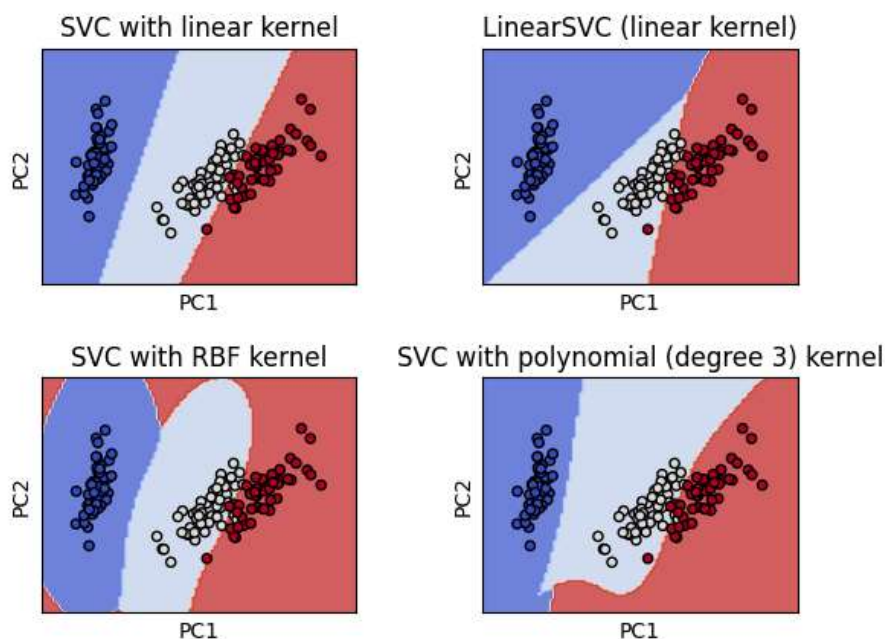 SVC with linear kernel
LinearSVC (linear kernel)
PC2
PC2
PC1
PC1
SVC with RBF kernel
SVC with polynomial (degree 3) kernel
PC2
PC2
PC1
PC1